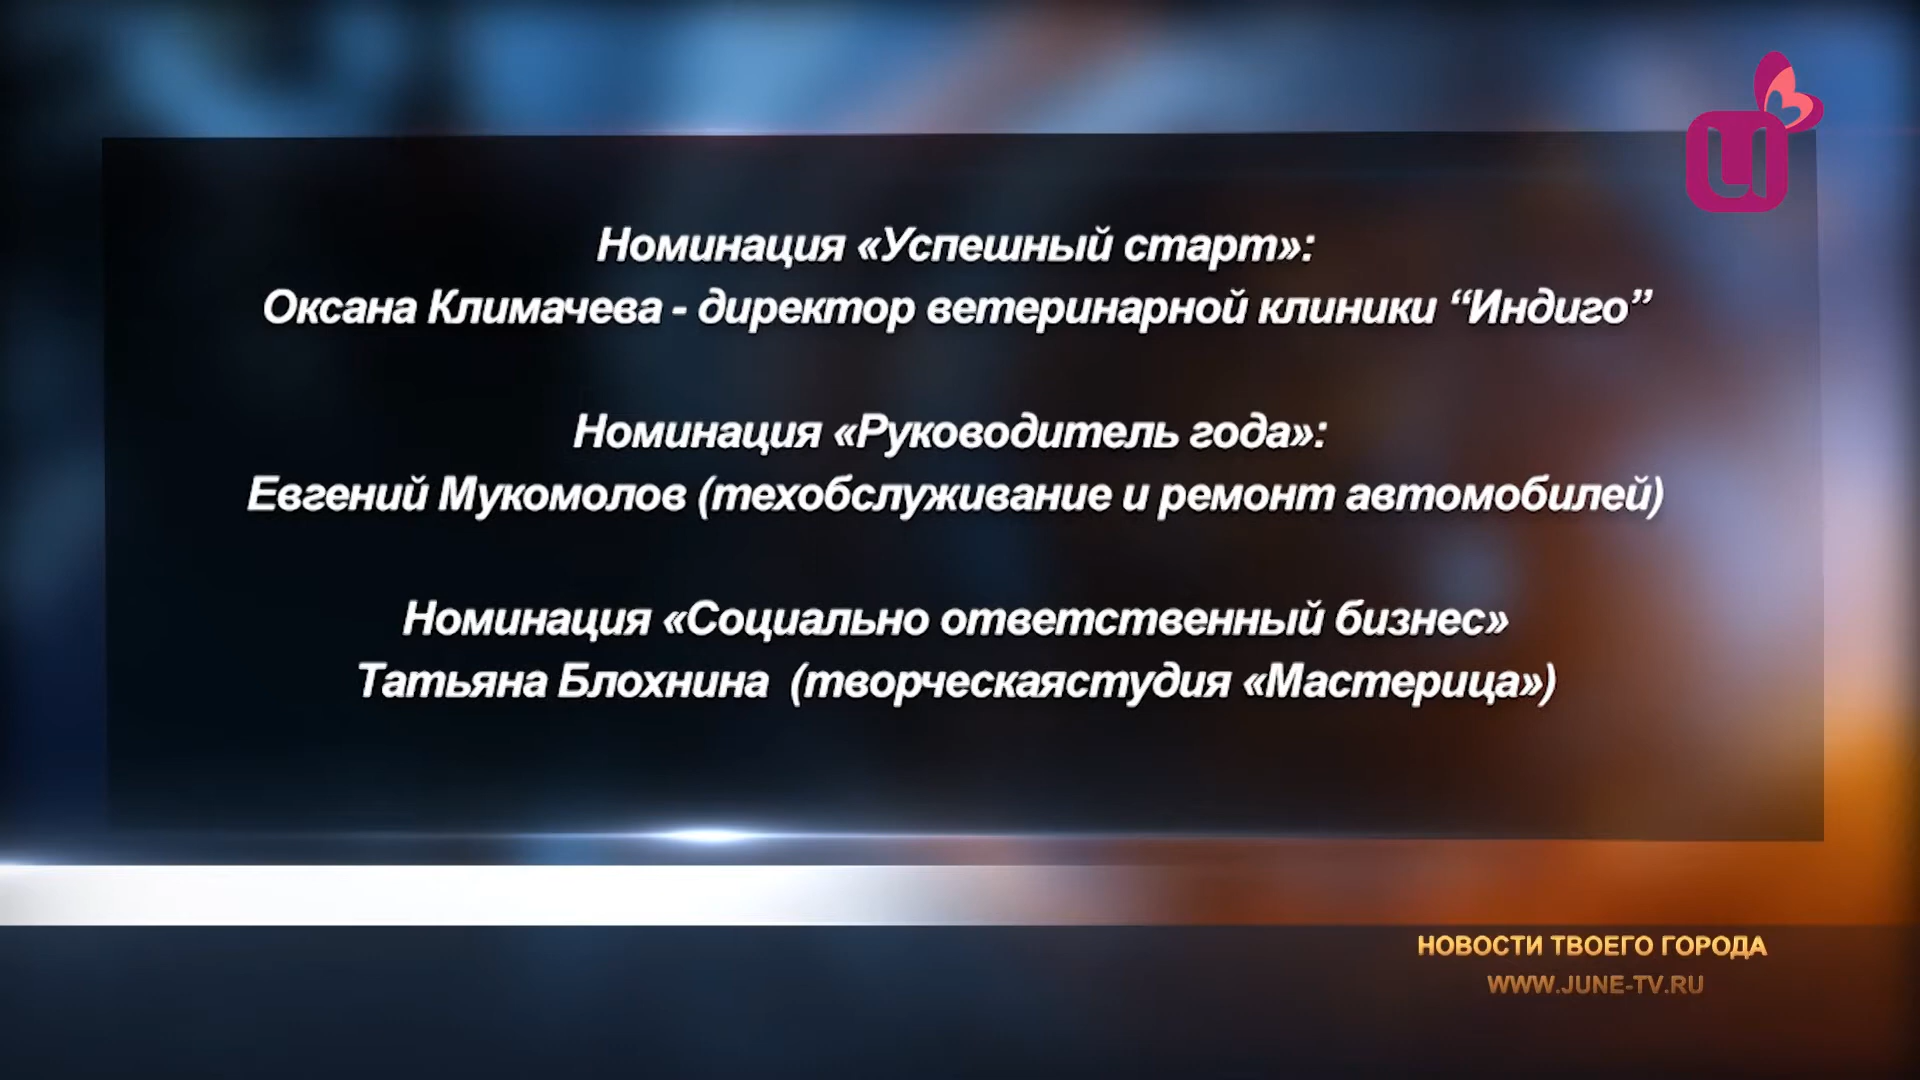 Номинация «Успешный старт»:
Оксана Климачева - директор ветеринарной клиники “Индиго”
Номинация «Руководитель года»:
Евгений Мукомолов (техобслуживание и ремонт автомобилей)
Номинация «Социально ответственный бизнес»
Татьяна Блохнина (творческаястудия «Мастерица»)
НОВОСТИ ТВОЕГО ГОРОДА
WWW.JUNE-TV.RU